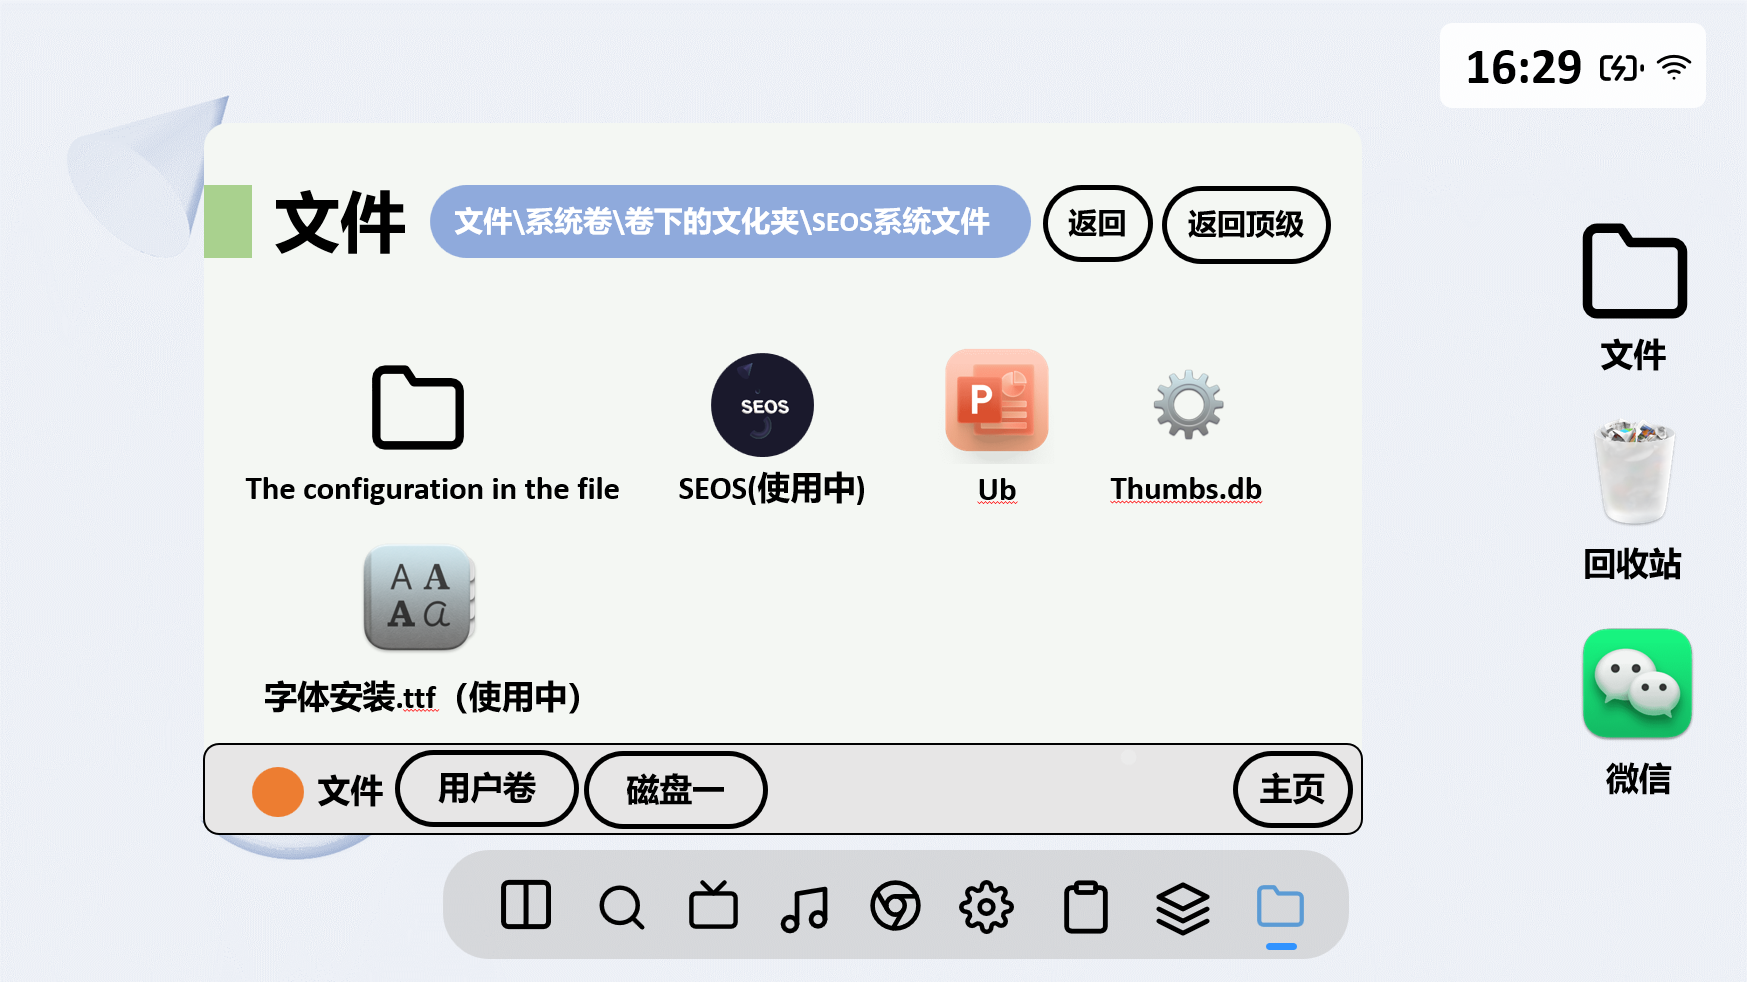 16:29
文件
文件\系统卷\卷下的文化夹\SEOS系统文件
返回
返回顶级
文件
SEOS
P
The configuration in the file
SEOS(使用中)
Ub
Thumbs.db
回收站
A A
A a
字体安装.ttf（使用中）
微信
文件
用户卷
磁盘一
主页